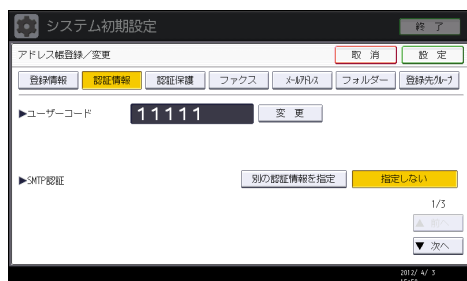 システム初期設定
終 了
アドレス帳登録／変更
取 消
設 定
登録情報
認証情報
認証保護
ファクス
ﾒｰﾙｱﾄﾞﾚｽ
フォルダー
登録先ｸﾞﾙｰﾌﾟ
▶ユーザーコード
11111
変 更
▶SMTP認証
別の認証情報を指定
指定しない
1/3
▲ 前へ
▼ 次へ
2012/ 4/ 3